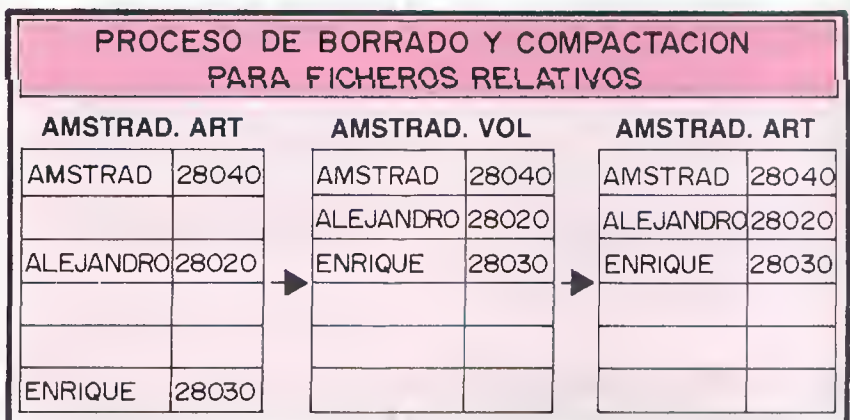 PROCESO DE BORRADO Y COMPACTACION
PARA FICHEROS RELATIVOS
AMSTRAD. ART
AMSTRAD 28040
ALEJANDRO 28020
ENRIQUE 28030
AMSTRAD. VOL
AMSTRAD 28040
ALEJANDRO 28020
ENRIQUE 28030
AMSTRAD. ART
AMSTRAD 28040
ALEJANDRO 28020
ENRIQUE 28030